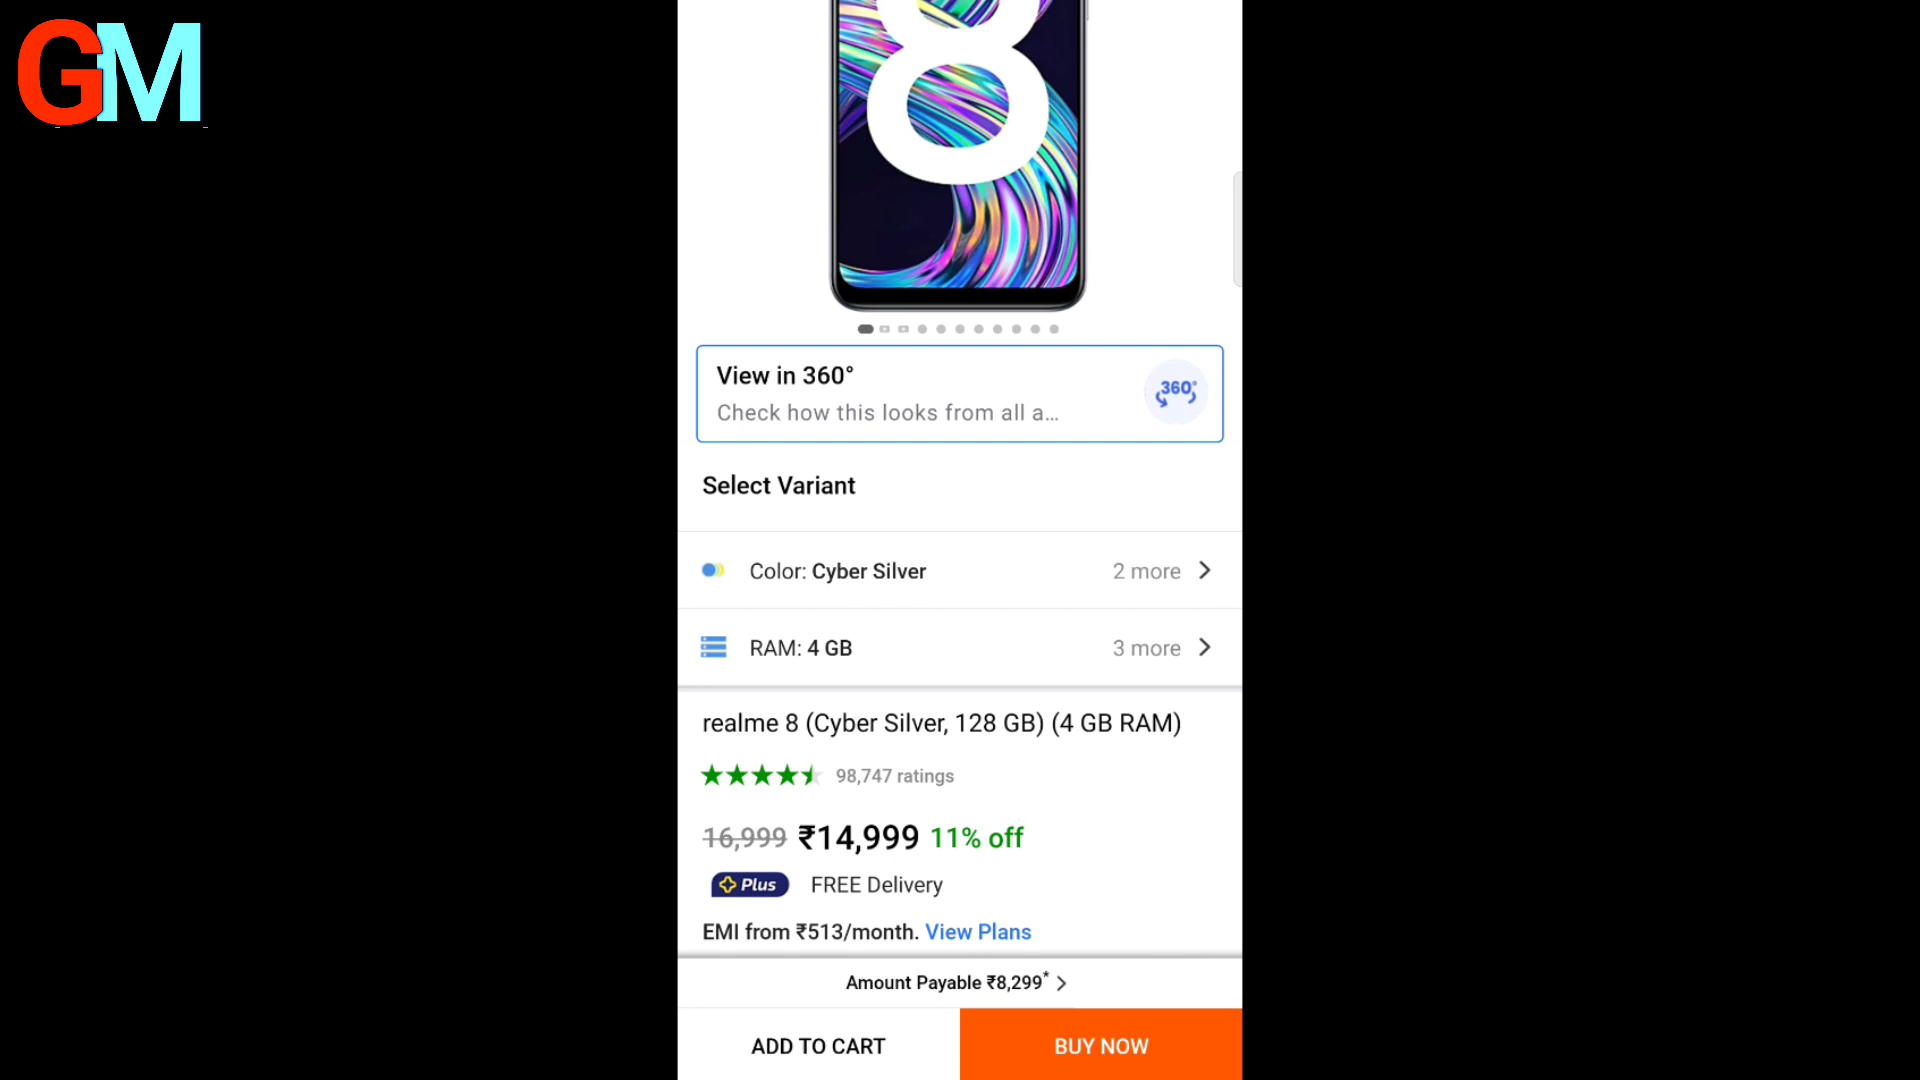 GM
8
View in 360°
Check how this looks from all a...
360°
Select Variant
Color: Cyber Silver
2 more
RAM: 4 GB
3 more
realme 8 (Cyber Silver, 128 GB) (4 GB RAM)
98,747 ratings
16,999 ₹14,999 11% off
Plus FREE Delivery
EMI from ₹513/month. View Plans
Amount Payable ₹8,299*
ADD TO CART
BUY NOW